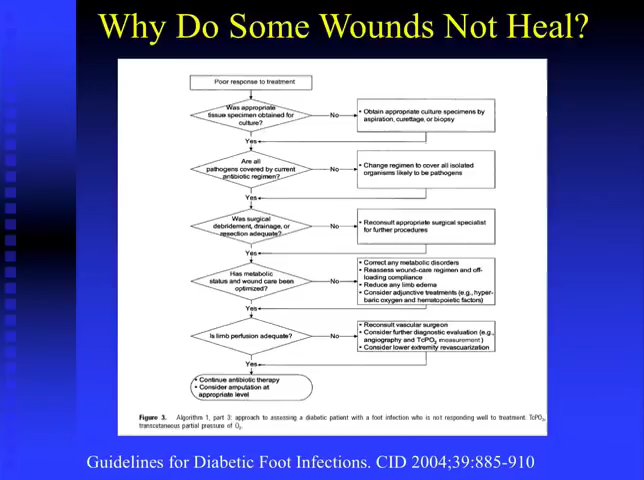 Why Do Some Wounds Not Heal?
Poor response to treatment
Was appropriate
tissue specimen obtained for
culture?
No
• Obtain appropriate culture specimens by
aspiration, curettage, or biopsy
Yes
Are all
pathogens covered by current
antibiotic regimen?
No
• Change regimen to cover all isolated
organisms likely to be pathogens
Yes
Was surgical
debridement, drainage, or
resection adequate?
No
• Reconsult appropriate surgical specialist
for further procedures
Yes
Has metabolic
status and wound care been
optimized?
No
• Correct any metabolic disorders
• Reassess wound-care regimen and off-
loading compliance
• Reduce any limb edema
• Consider adjunctive treatments (e.g., hyper-
baric oxygen and hematopoietic factors)
Yes
Is limb perfusion adequate?
No
• Reconsult vascular surgeon
• Consider further diagnostic evaluation (e.g.,
angiography and TcPO₂ measurement)
• Consider lower extremity revascularization
Yes
• Continue antibiotic therapy
• Consider amputation at
appropriate level
Figure 3. Algorithm 1, part 3: approach to assessing a diabetic patient with a foot infection who is not responding well to treatment. TcPO₂,
transcutaneous partial pressure of O₂.
Guidelines for Diabetic Foot Infections. CID 2004;39:885-910